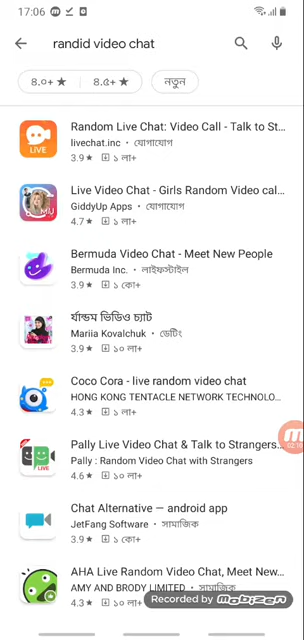 17:06
randid video chat
৪.০+ ★ ৪.৫+ ★ নতুন
Random Live Chat: Video Call - Talk to St...
livechat.inc • যোগাযোগ
3.9 ★ ১ লা+
Live Video Chat - Girls Random Video cal...
GiddyUp Apps • যোগাযোগ
4.7 ★ ১ লা+
Bermuda Video Chat - Meet New People
Bermuda Inc. • লাইফস্টাইল
3.9 ★ ১ কো+
র্যান্ডম ভিডিও চ্যাট
Mariia Kovalchuk • ডেটিং
3.9 ★ ১০ লা+
Coco Cora - live random video chat
HONG KONG TENTACLE NETWORK TECHNOLO...
4.3 ★ ১ কো+
Pally Live Video Chat & Talk to Strangers...
Pally : Random Video Chat with Strangers
4.6 ★ ১০ লা+
Chat Alternative — android app
JetFang Software • সামাজিক
3.9 ★ ১ কো+
AHA Live Random Video Chat, Meet New...
AMY AND BRODY LIMITED • সামাজিক
4.3 ★ ১০ লা+
Recorded by mobizen